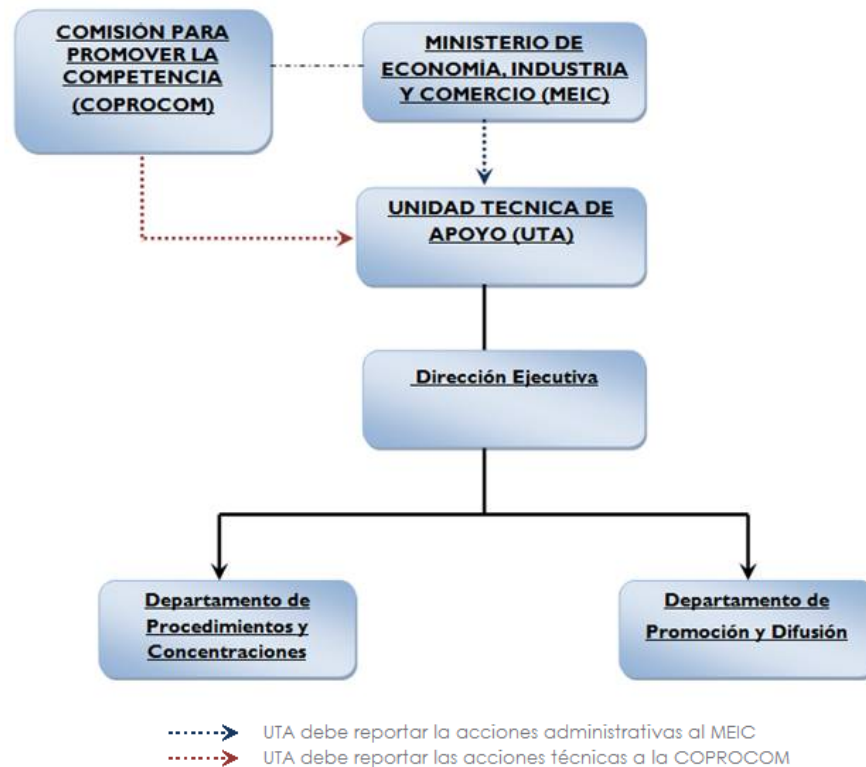 COMISIÓN PARA
PROMOVER LA
COMPETENCIA
(COPROCOM)
MINISTERIO DE
ECONOMÍA, INDUSTRIA
Y COMERCIO (MEIC)
UNIDAD TECNICA DE
APOYO (UTA)
Dirección Ejecutiva
Departamento de
Procedimientos y
Concentraciones
Departamento de
Promoción y Difusión
UTA debe reportar la acciones administrativas al MEIC
UTA debe reportar las acciones técnicas a la COPROCOM